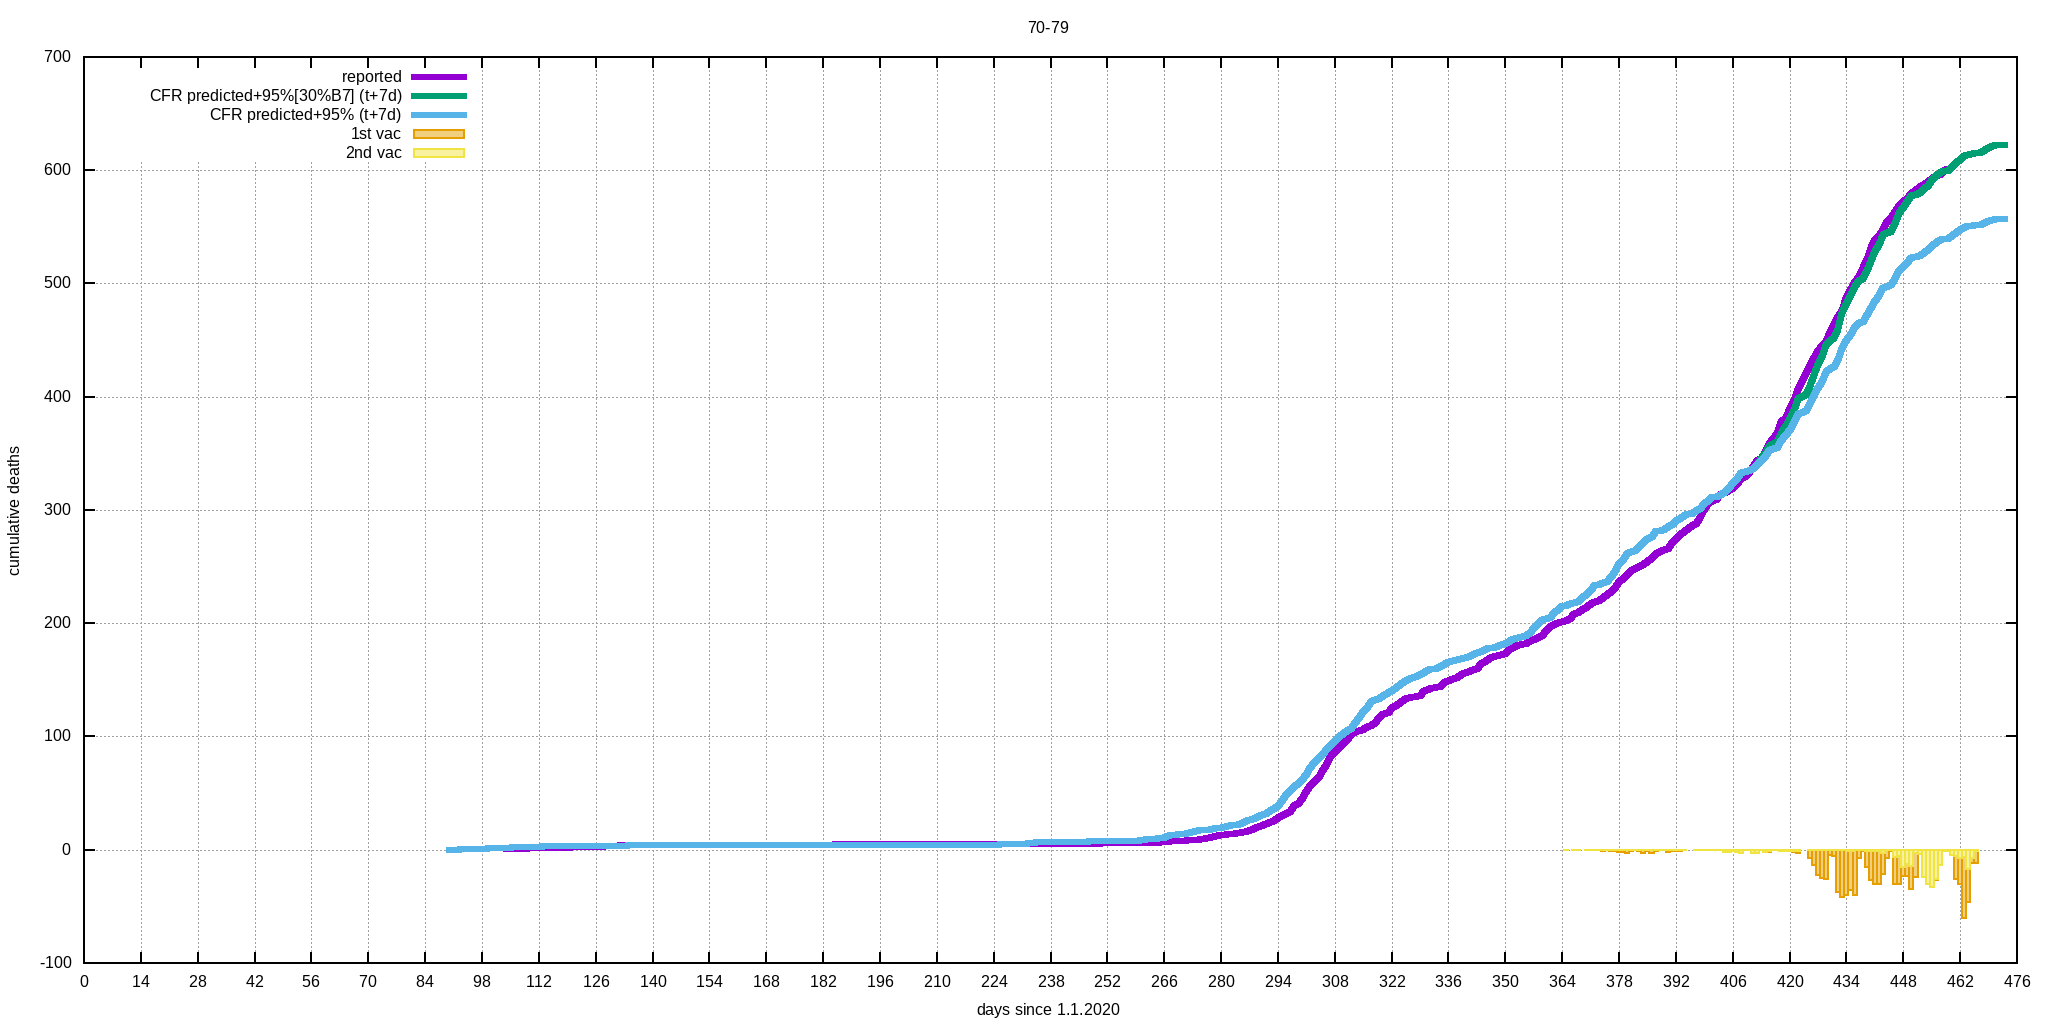 70-79
700
600
500
400
300
200
100
0
-100
reported
CFR predicted+95%[30%B7] (t+7d)
CFR predicted+95% (t+7d)
1st vac
2nd vac
cumulative deaths
0 14 28 42 56 70 84 98 112 126 140 154 168 182 196 210 224 238 252 266 280 294 308 322 336 350 364 378 392 406 420 434 448 462 476
days since 1.1.2020